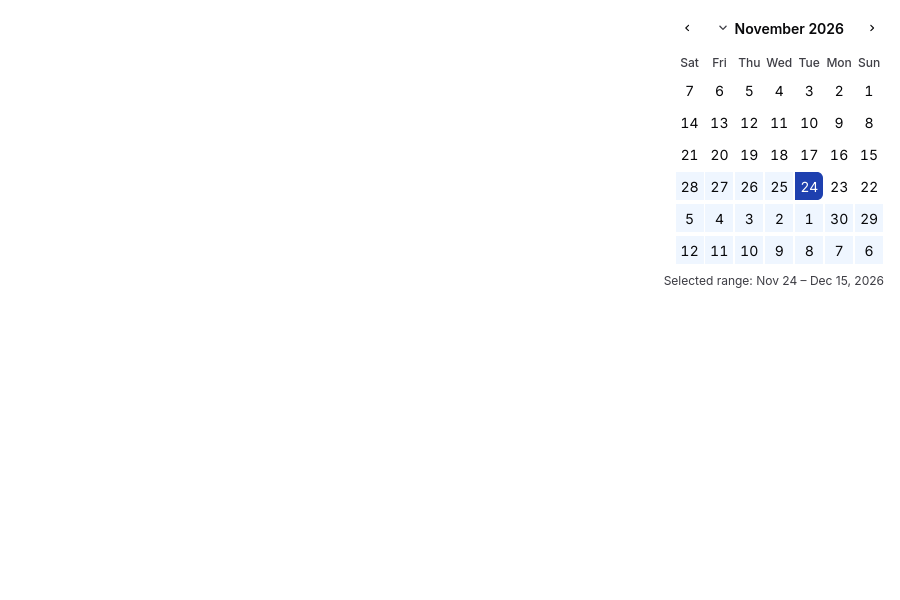 November 2026
Sat Fri Thu Wed Tue Mon Sun
7 6 5 4 3 2 1
14 13 12 11 10 9 8
21 20 19 18 17 16 15
28 27 26 25 24 23 22
5 4 3 2 1 30 29
12 11 10 9 8 7 6
Selected range: Nov 24 – Dec 15, 2026